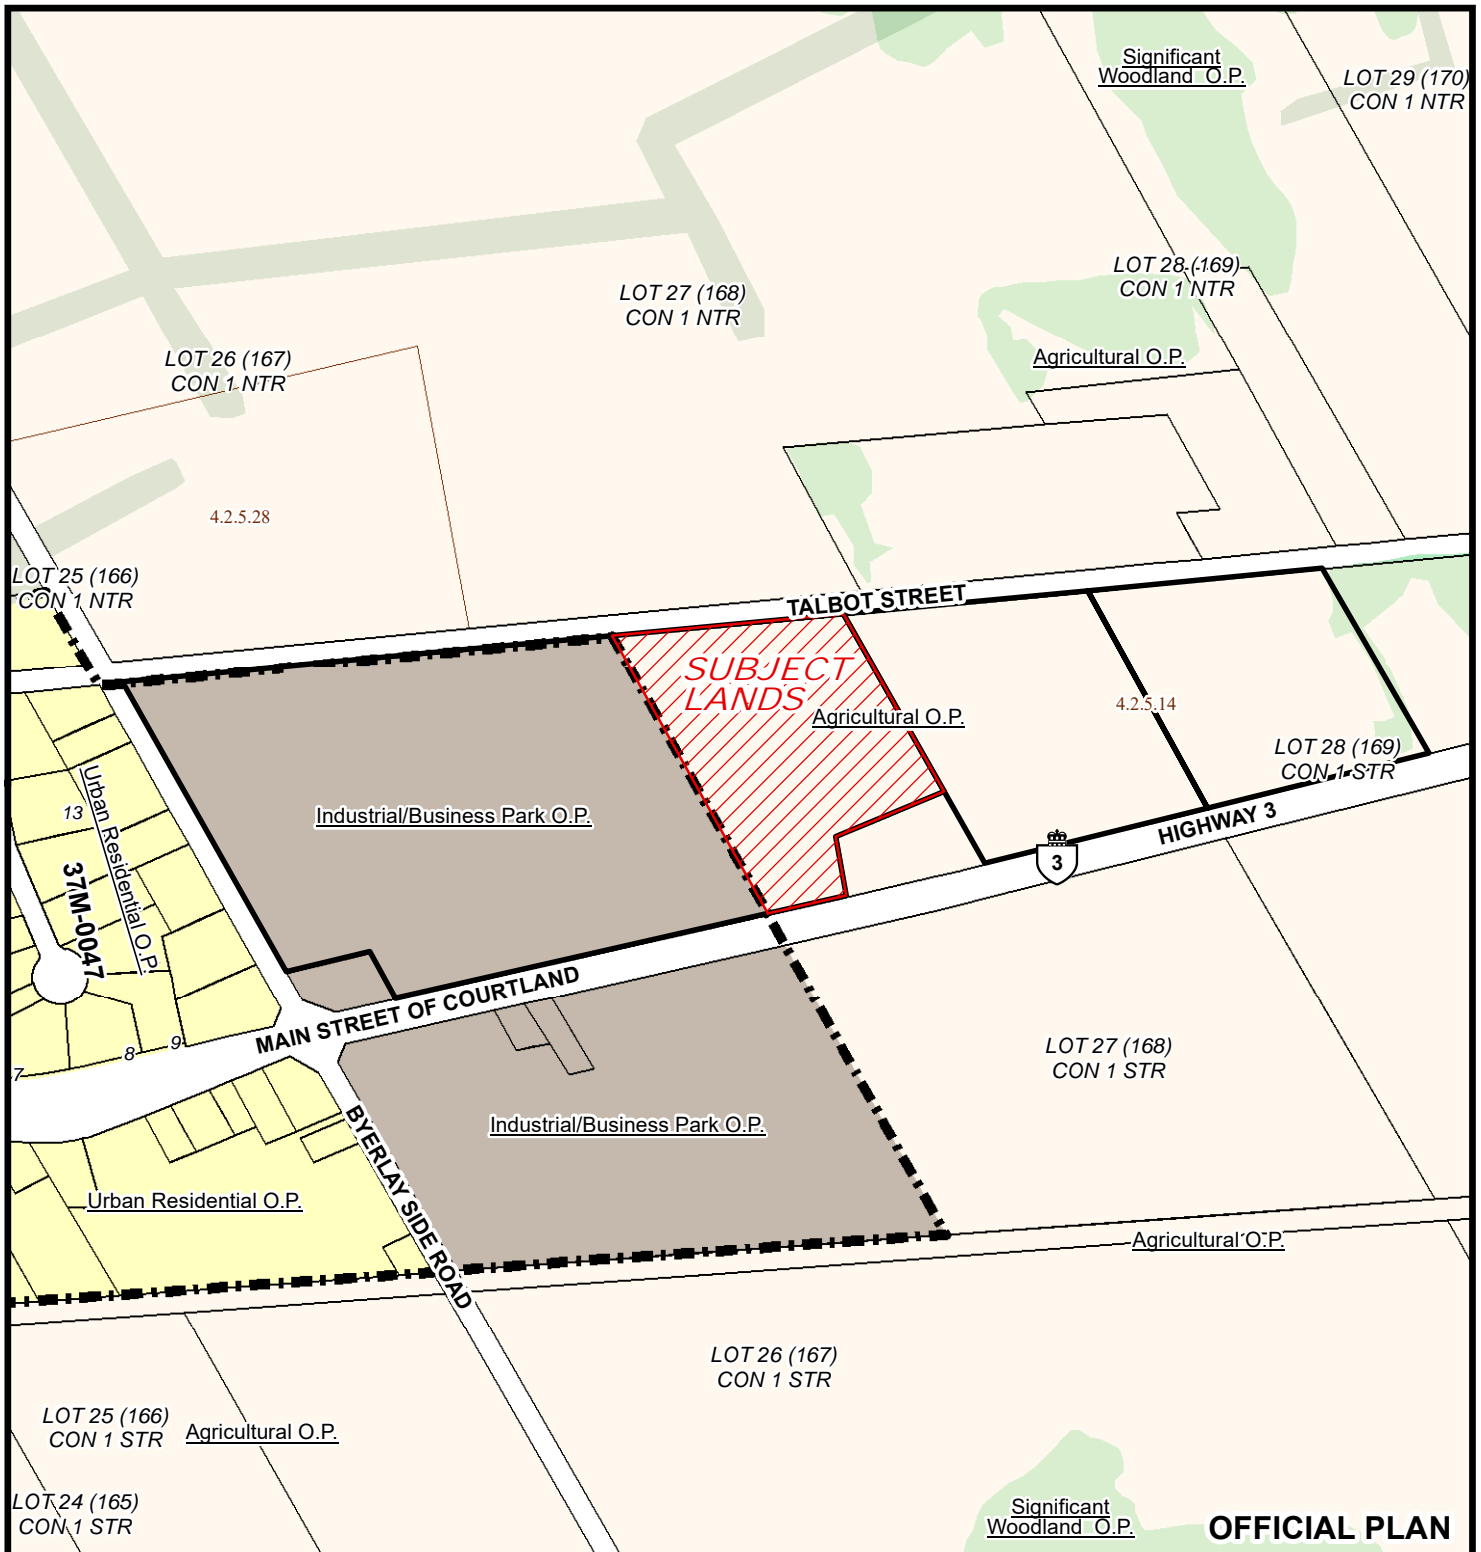 Significant
Woodland O.P.
LOT 29 (170)
CON 1 NTR
LOT 28 (169)
CON 1 NTR
LOT 27 (168)
CON 1 NTR
LOT 26 (167)
CON 1 NTR
Agricultural O.P.
4.2.5.28
LOT 25 (166)
CON 1 NTR
TALBOT STREET
SUBJECT
LANDS
Agricultural O.P.
4.2.5.14
LOT 28 (169)
CON 1 STR
Industrial/Business Park O.P.
13
Urban Residential O.P.
37M-0047
HIGHWAY 3
3
MAIN STREET OF COURTLAND
9
8
7
LOT 27 (168)
CON 1 STR
Industrial/Business Park O.P.
BYERLAY SIDE ROAD
Urban Residential O.P.
Agricultural O.P.
LOT 26 (167)
CON 1 STR
LOT 25 (166)
CON 1 STR
Agricultural O.P.
LOT 24 (165)
CON 1 STR
Significant
Woodland O.P.
OFFICIAL PLAN